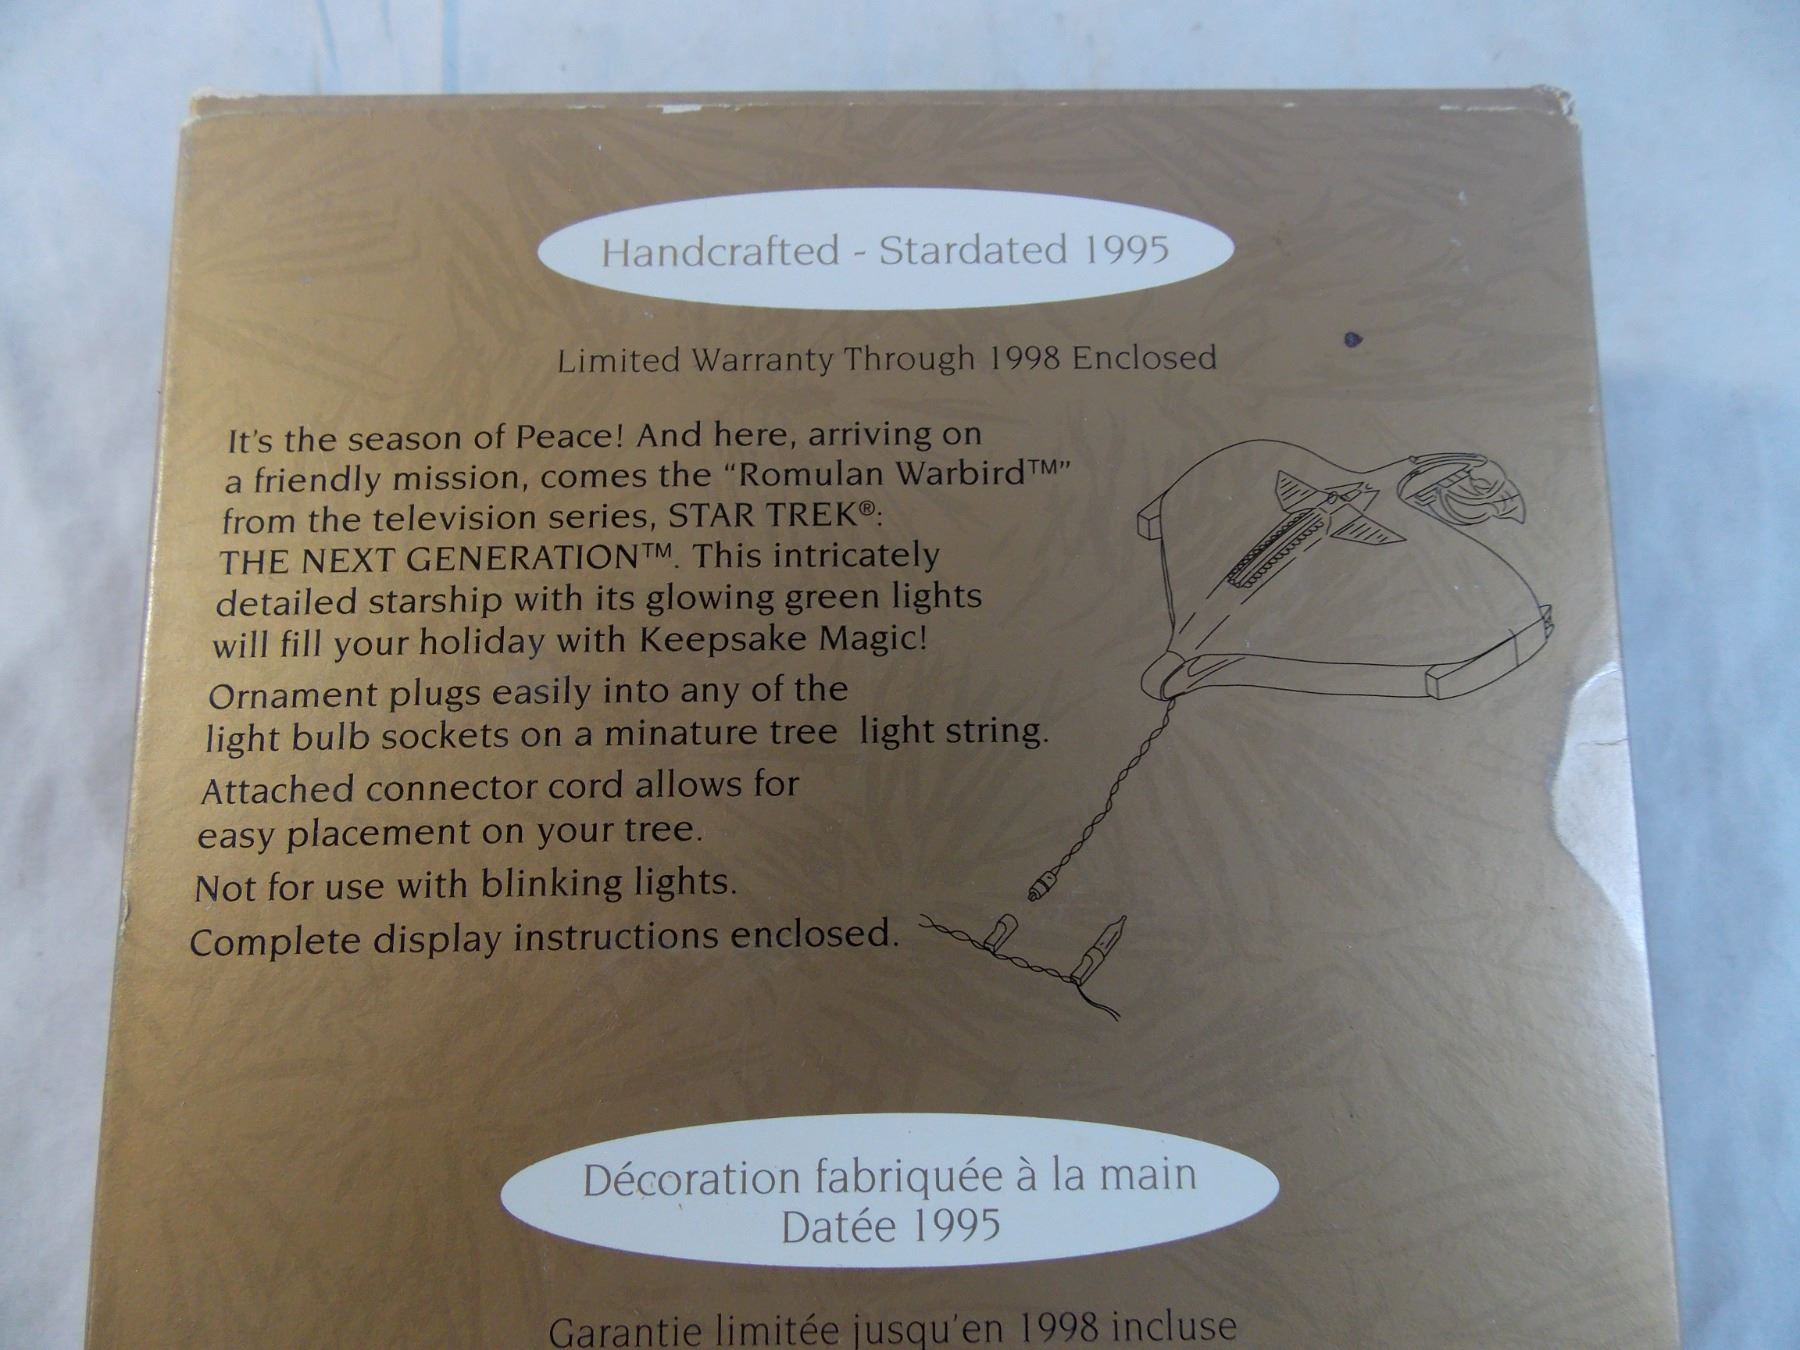 Handcrafted - Stardated 1995
Limited Warranty Through 1998 Enclosed
It's the season of Peace! And here, arriving on
a friendly mission, comes the “Romulan Warbird™”
from the television series, STAR TREK®:
THE NEXT GENERATION™. This intricately
detailed starship with its glowing green lights
will fill your holiday with Keepsake Magic!
Ornament plugs easily into any of the
light bulb sockets on a minature tree light string.
Attached connector cord allows for
easy placement on your tree.
Not for use with blinking lights.
Complete display instructions enclosed.
Décoration fabriquée à la main
Datée 1995
Garantie limitée jusqu'en 1998 incluse